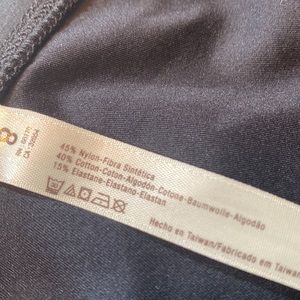 8
45% Nylon-Fibra Sintética
40% Cotton-Coton-Algodón-Cotone-Baumwolle-Algodão
15% Elastane-Elastano-Elastan
Hecho en Taiwan/Fabricado em Taiwan